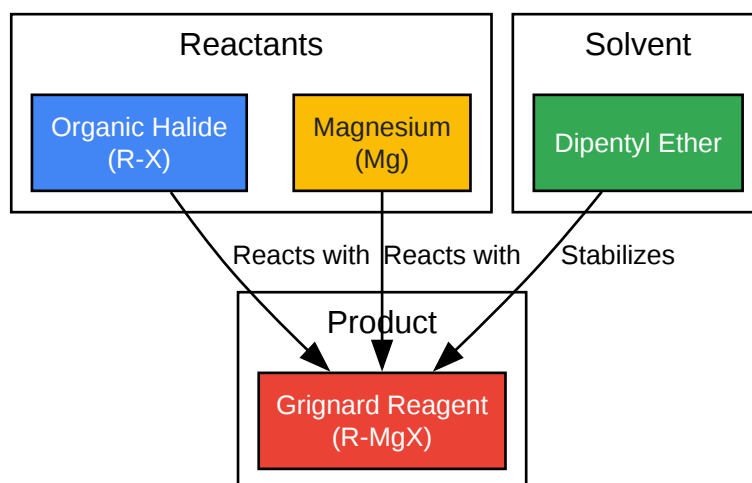 Reactants
Solvent
Organic Halide
(R-X)
Magnesium
(Mg)
Dipentyl Ether
Reacts with
Reacts with
Stabilizes
Product
Grignard Reagent
(R-MgX)